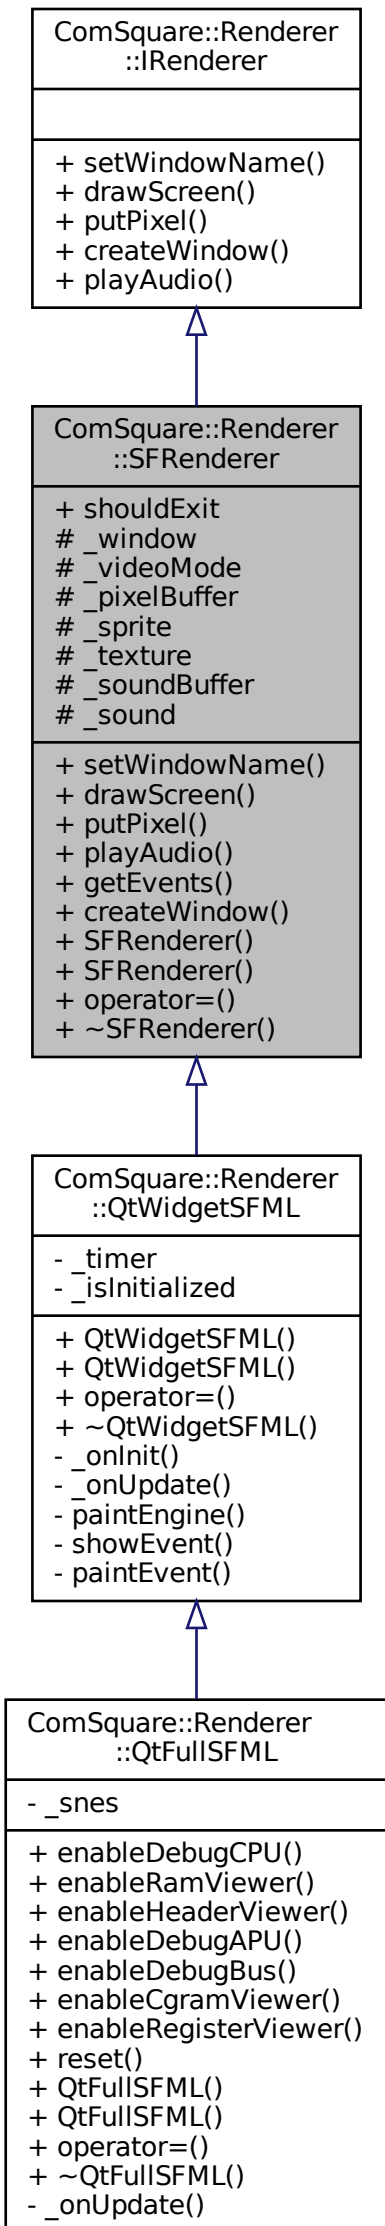 ComSquare::Renderer
::IRenderer
+ setWindowName()
+ drawScreen()
+ putPixel()
+ createWindow()
+ playAudio()
ComSquare::Renderer
::SFRenderer
+ shouldExit
# _window
# _videoMode
# _pixelBuffer
# _sprite
# _texture
# _soundBuffer
# _sound
+ setWindowName()
+ drawScreen()
+ putPixel()
+ playAudio()
+ getEvents()
+ createWindow()
+ SFRenderer()
+ SFRenderer()
+ operator=()
+ ~SFRenderer()
ComSquare::Renderer
::QtWidgetSFML
- _timer
- _isInitialized
+ QtWidgetSFML()
+ QtWidgetSFML()
+ operator=()
+ ~QtWidgetSFML()
- _onInit()
- _onUpdate()
- paintEngine()
- showEvent()
- paintEvent()
ComSquare::Renderer
::QtFullSFML
- _snes
+ enableDebugCPU()
+ enableRamViewer()
+ enableHeaderViewer()
+ enableDebugAPU()
+ enableDebugBus()
+ enableCgramViewer()
+ enableRegisterViewer()
+ reset()
+ QtFullSFML()
+ QtFullSFML()
+ operator=()
+ ~QtFullSFML()
- _onUpdate()